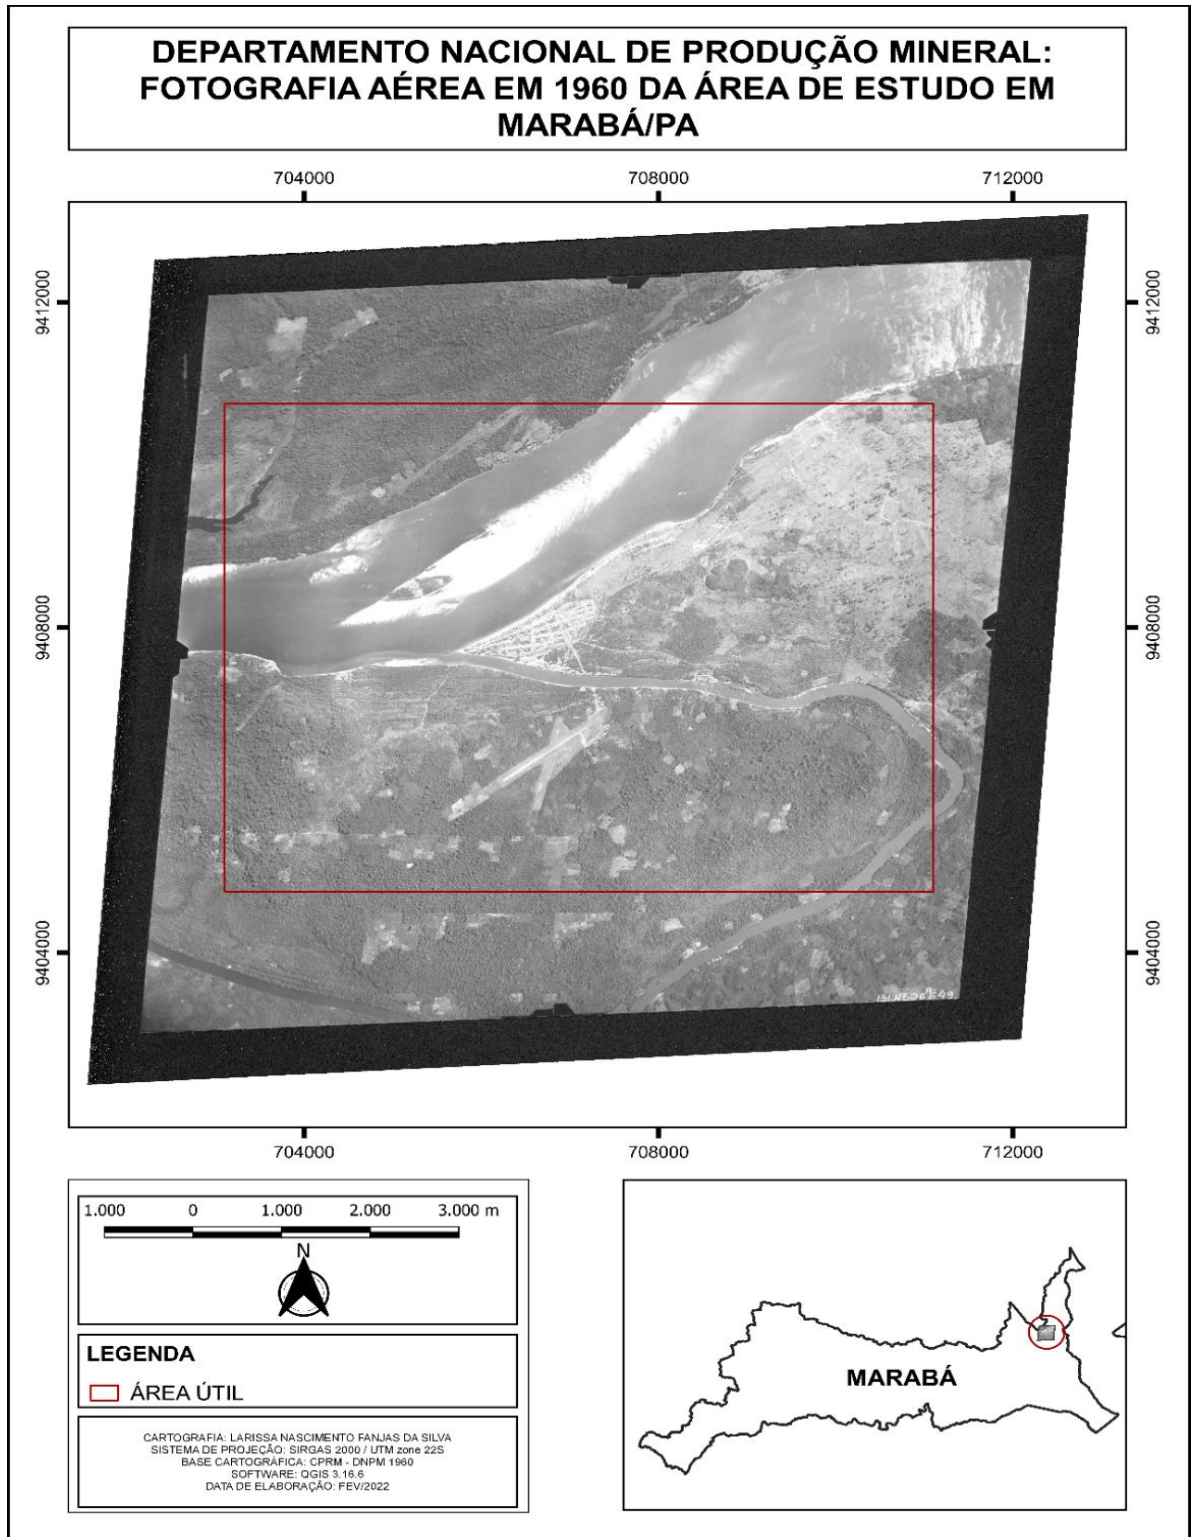 DEPARTAMENTO NACIONAL DE PRODUÇÃO MINERAL:
FOTOGRAFIA AÉREA EM 1960 DA ÁREA DE ESTUDO EM
MARABÁ/PA
704000 708000 712000
9412000 9412000
9408000 9408000
9404000 9404000
704000 708000 712000
1.000 0 1.000 2.000 3.000 m
N
LEGENDA
ÁREA ÚTIL
CARTOGRAFIA: LARISSA NASCIMENTO FANJAS DA SILVA
SISTEMA DE PROJEÇÃO: SIRGAS 2000 / UTM zone 22S
BASE CARTOGRÁFICA: CPRM - DNPM 1960
SOFTWARE: QGIS 3.16.6
DATA DE ELABORAÇÃO: FEV/2022
MARABÁ